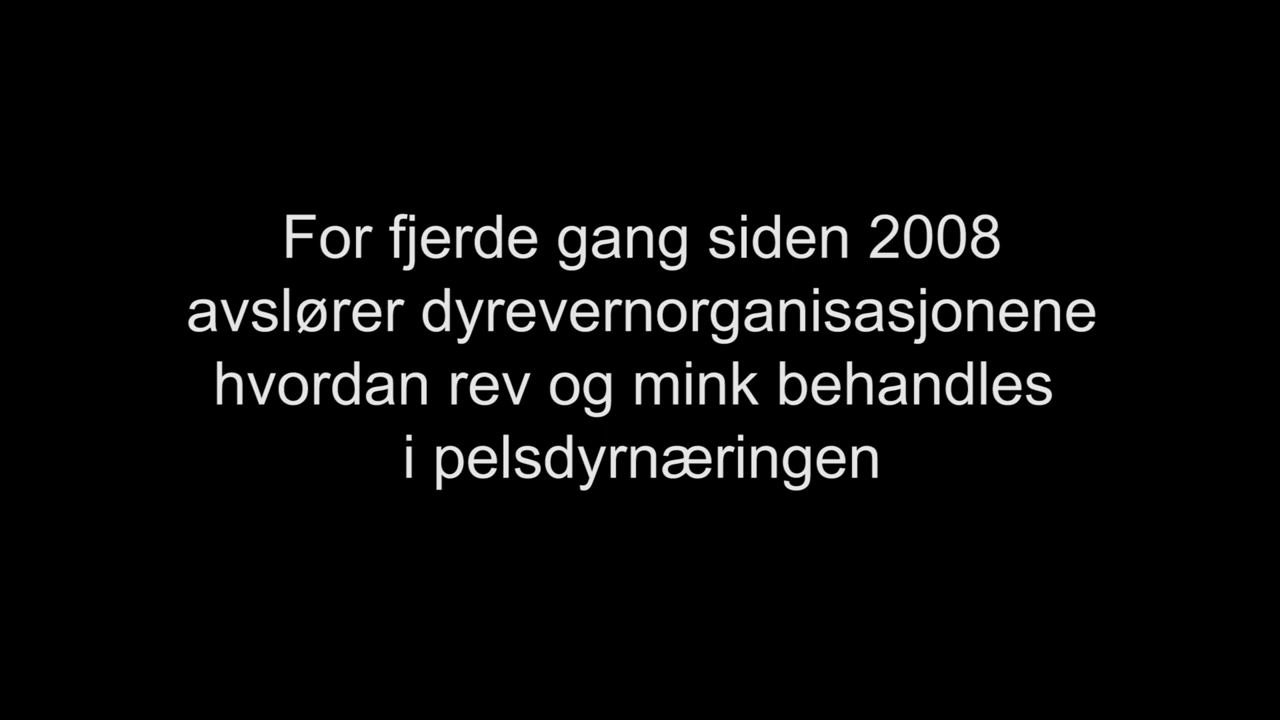 For fjerde gang siden 2008
avslører dyrevernorganisasjonene
hvordan rev og mink behandles
i pelsdyrnæringen